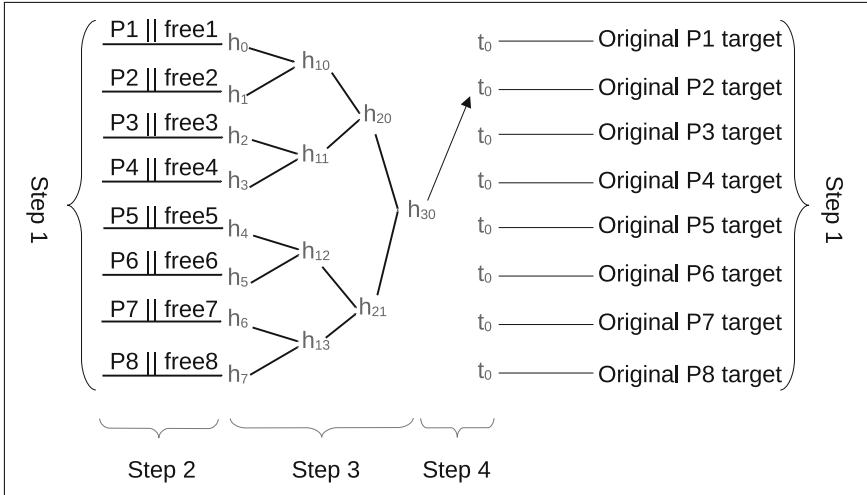 P1 || free1
h0
P2 || free2
h1
P3 || free3
h2
P4 || free4
h3
P5 || free5
h4
P6 || free6
h5
P7 || free7
h6
P8 || free8
h7
h10
h11
h12
h13
h20
h21
h30
t0 Original P1 target
t0 Original P2 target
t0 Original P3 target
t0 Original P4 target
t0 Original P5 target
t0 Original P6 target
t0 Original P7 target
t0 Original P8 target
Step 1
Step 1
Step 2
Step 3
Step 4